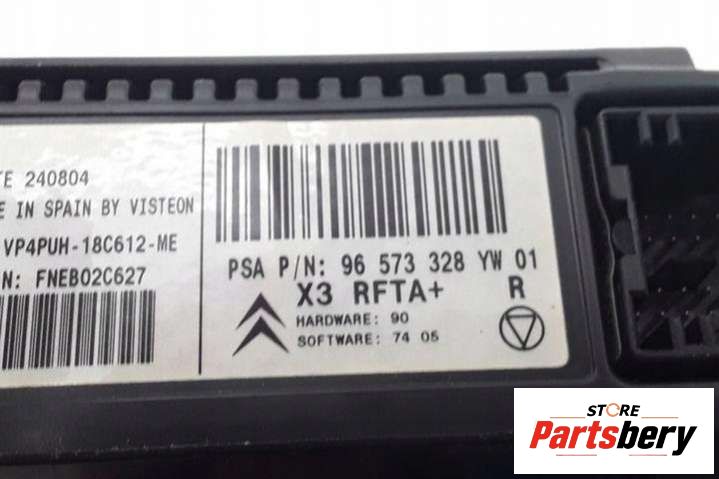 TE 240804
E IN SPAIN BY VISTEON
VP4PUH-18C612-ME
N: FNEB02C627
PSA P/N: 96 573 328 YW 01
X3 RFTA+ R
HARDWARE: 90
SOFTWARE: 74 05
STORE
Partsbery